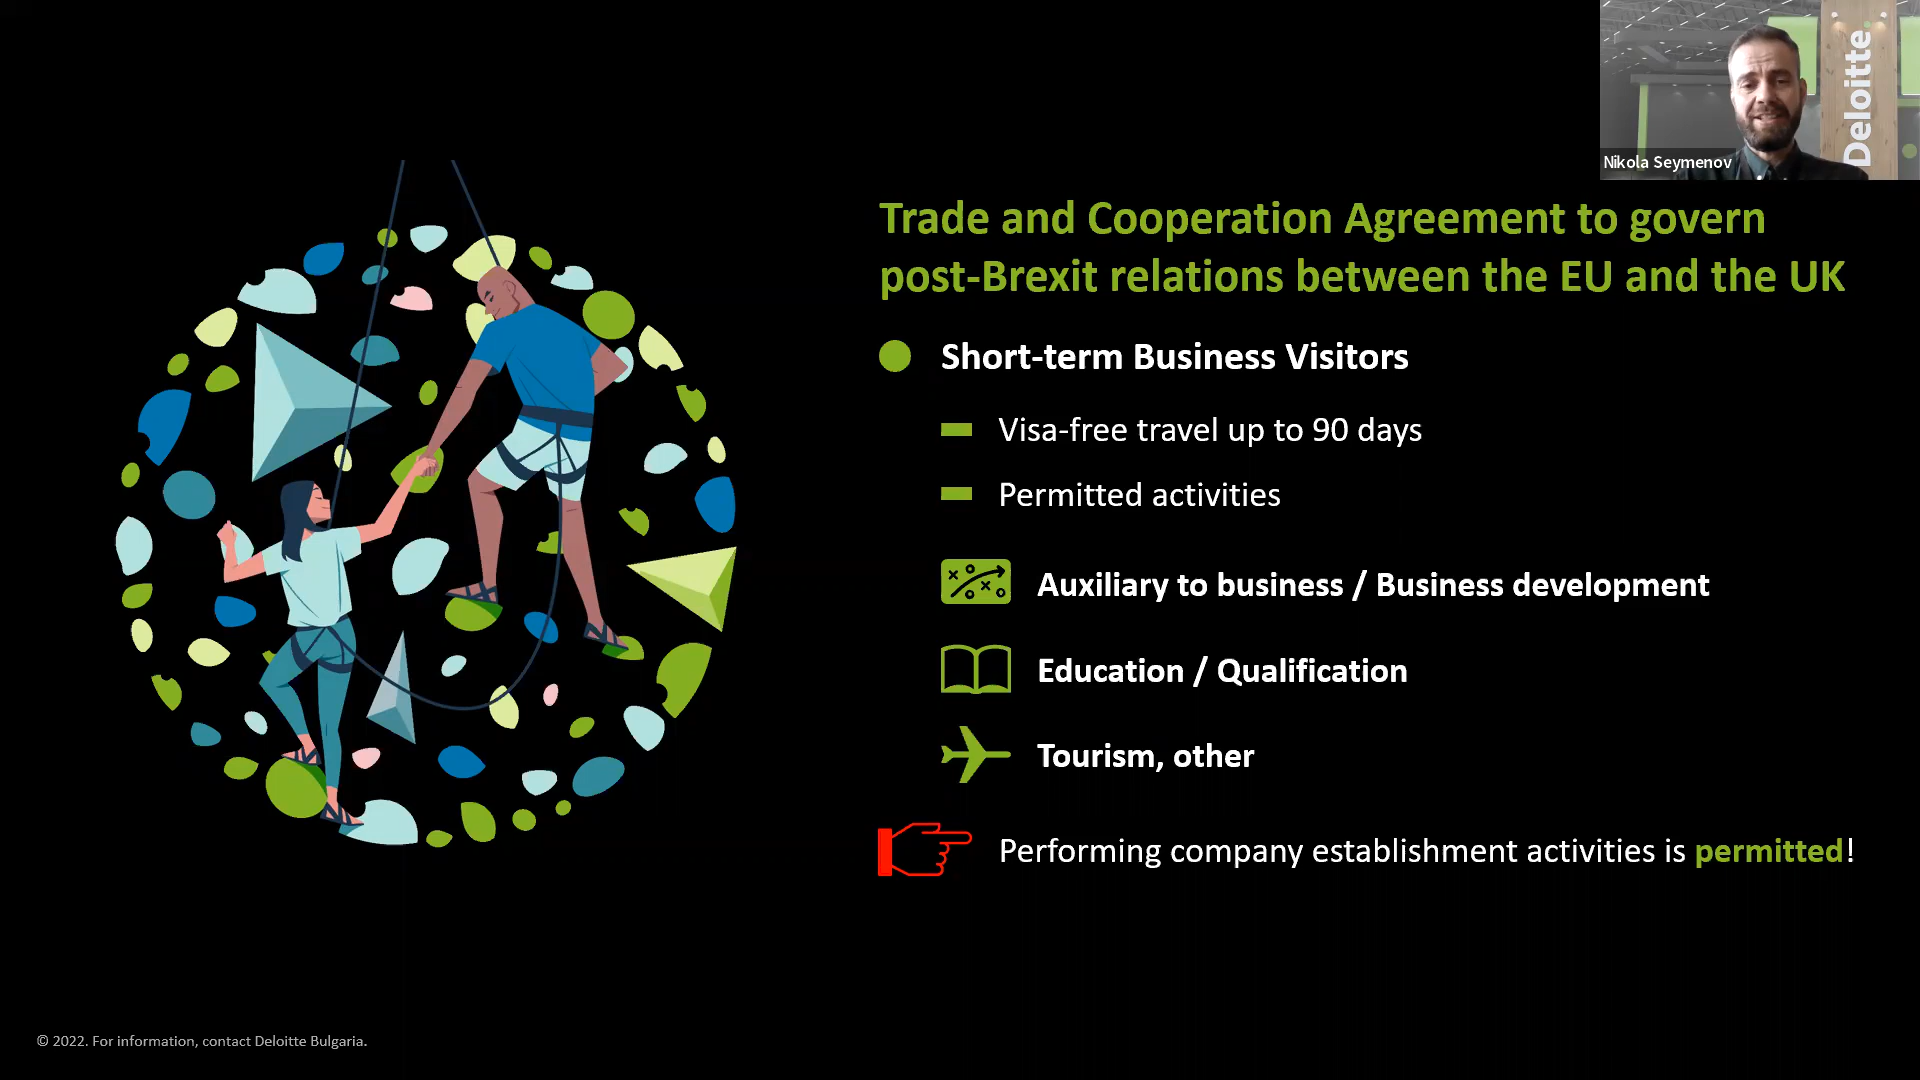 Deloitte.
Nikola Seymenov
Trade and Cooperation Agreement to govern
post-Brexit relations between the EU and the UK
Short-term Business Visitors
Visa-free travel up to 90 days
Permitted activities
Auxiliary to business / Business development
Education / Qualification
Tourism, other
Performing company establishment activities is permitted!
© 2022. For information, contact Deloitte Bulgaria.